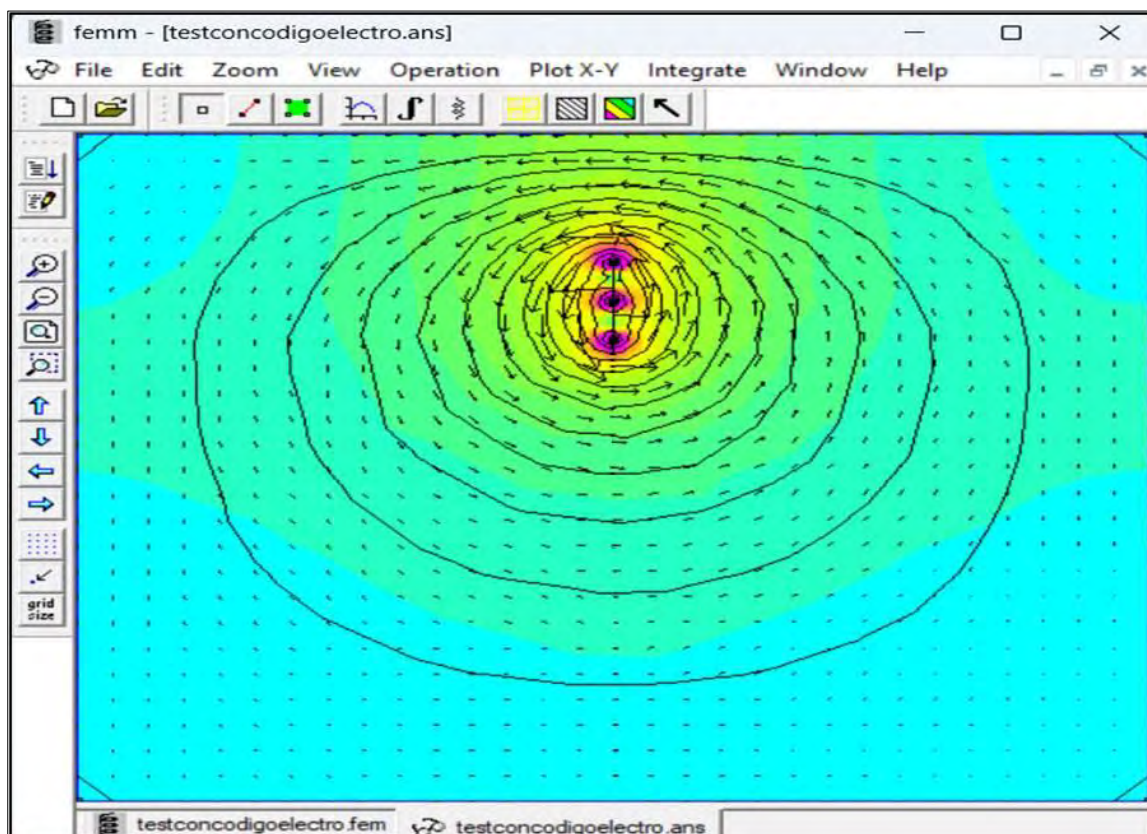 femm - [testconcodigoelectro.ans]
File Edit Zoom View Operation Plot X-Y Integrate Window Help
grid
size
testconcodigoelectro.fem testconcodigoelectro.ans